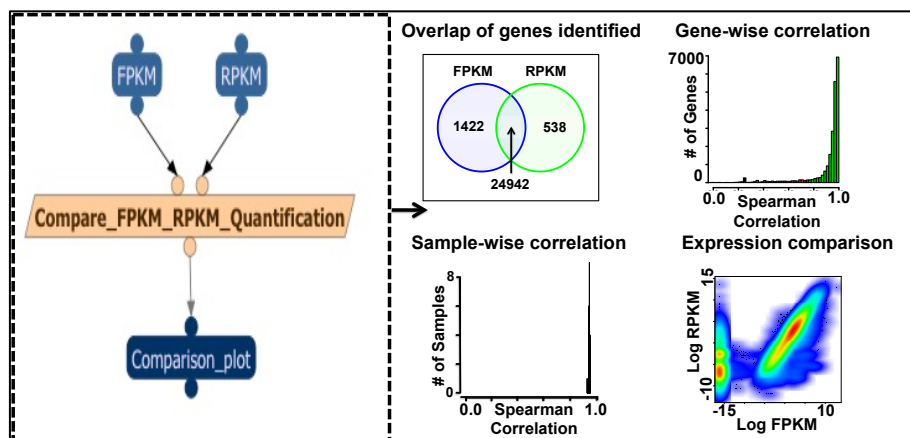 FPKM
RPKM
Compare_FPKM_RPKM_Quantification
Comparison_plot
Overlap of genes identified
FPKM RPKM
1422
538
24942
Gene-wise correlation
7000
# of Genes
0
0.0 Spearman 1.0
Correlation
Sample-wise correlation
8
4
# of Samples
0
0.0 Spearman 1.0
Correlation
Expression comparison
15
Log RPKM
-10
-15 10
Log FPKM